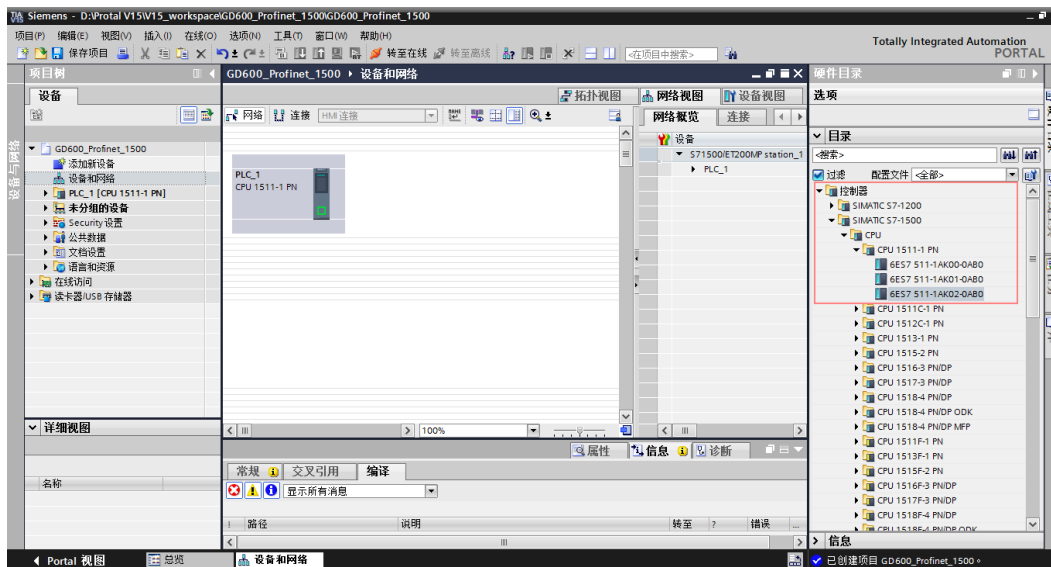 Siemens - D:\Protal V15\V15_workspace\GD600_Profinet_1500\GD600_Profinet_1500
项目(P) 编辑(E) 视图(V) 插入(I) 在线(O) 选项(N) 工具(T) 窗口(W) 帮助(H)
Totally Integrated Automation
PORTAL
保存项目 转至在线 转至离线 <在项目中搜索>
项目树
GD600_Profinet_1500 设备和网络
硬件目录
设备
拓扑视图 网络视图 设备视图
选项
网络 连接 HMI 连接
网络概览 连接
设备与网络
GD600_Profinet_1500
添加新设备
设备和网络
PLC_1 [CPU 1511-1 PN]
未分组的设备
Security 设置
公共数据
文档设置
语言和资源
在线访问
读卡器/USB 存储器
PLC_1
CPU 1511-1 PN
设备
S71500/ET200MP station_1
PLC_1
目录
<搜索>
过滤 配置文件 <全部>
控制器
SIMATIC S7-1200
SIMATIC S7-1500
CPU
CPU 1511-1 PN
6ES7 511-1AK00-0AB0
6ES7 511-1AK01-0AB0
6ES7 511-1AK02-0AB0
CPU 1511C-1 PN
CPU 1512C-1 PN
CPU 1513-1 PN
CPU 1515-2 PN
CPU 1516-3 PN/DP
CPU 1517-3 PN/DP
CPU 1518-4 PN/DP
CPU 1518-4 PN/DP ODK
CPU 1518-4 PN/DP MFP
CPU 1511F-1 PN
CPU 1513F-1 PN
CPU 1515F-2 PN
CPU 1516F-3 PN/DP
CPU 1517F-3 PN/DP
CPU 1518F-4 PN/DP
CPU 1518F-4 PN/DP ODK
信息
详细视图
名称
100%
属性 信息 诊断
常规 交叉引用 编译
显示所有消息
! 路径 说明 转至 ? 错误 ...
Portal 视图 总览 设备和网络
已创建项目 GD600_Profinet_1500。